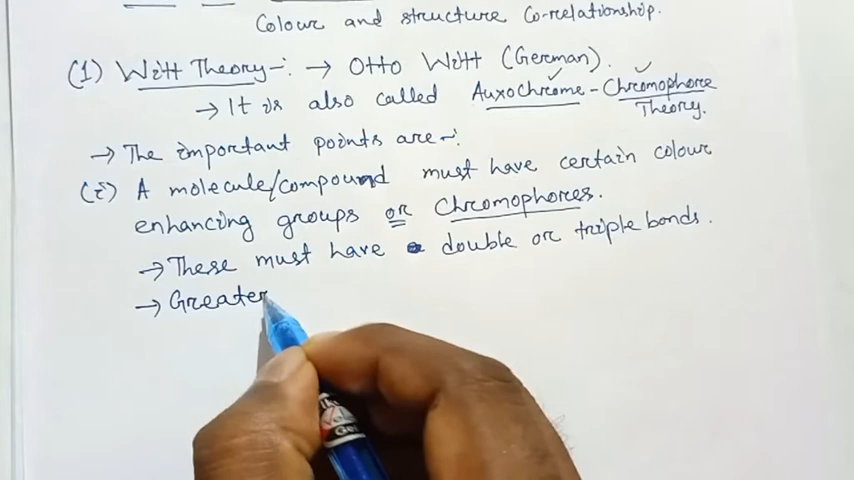 Colour and structure Co-relationship.
(1) Witt Theory -: → Otto Witt (German).
→ It is also called Auxochrome - Chromophore
Theory.
→ The important points are -:
(i) A molecule/compound must have certain colour
enhancing groups or Chromophores.
→ These must have double or triple bonds.
→ Greater